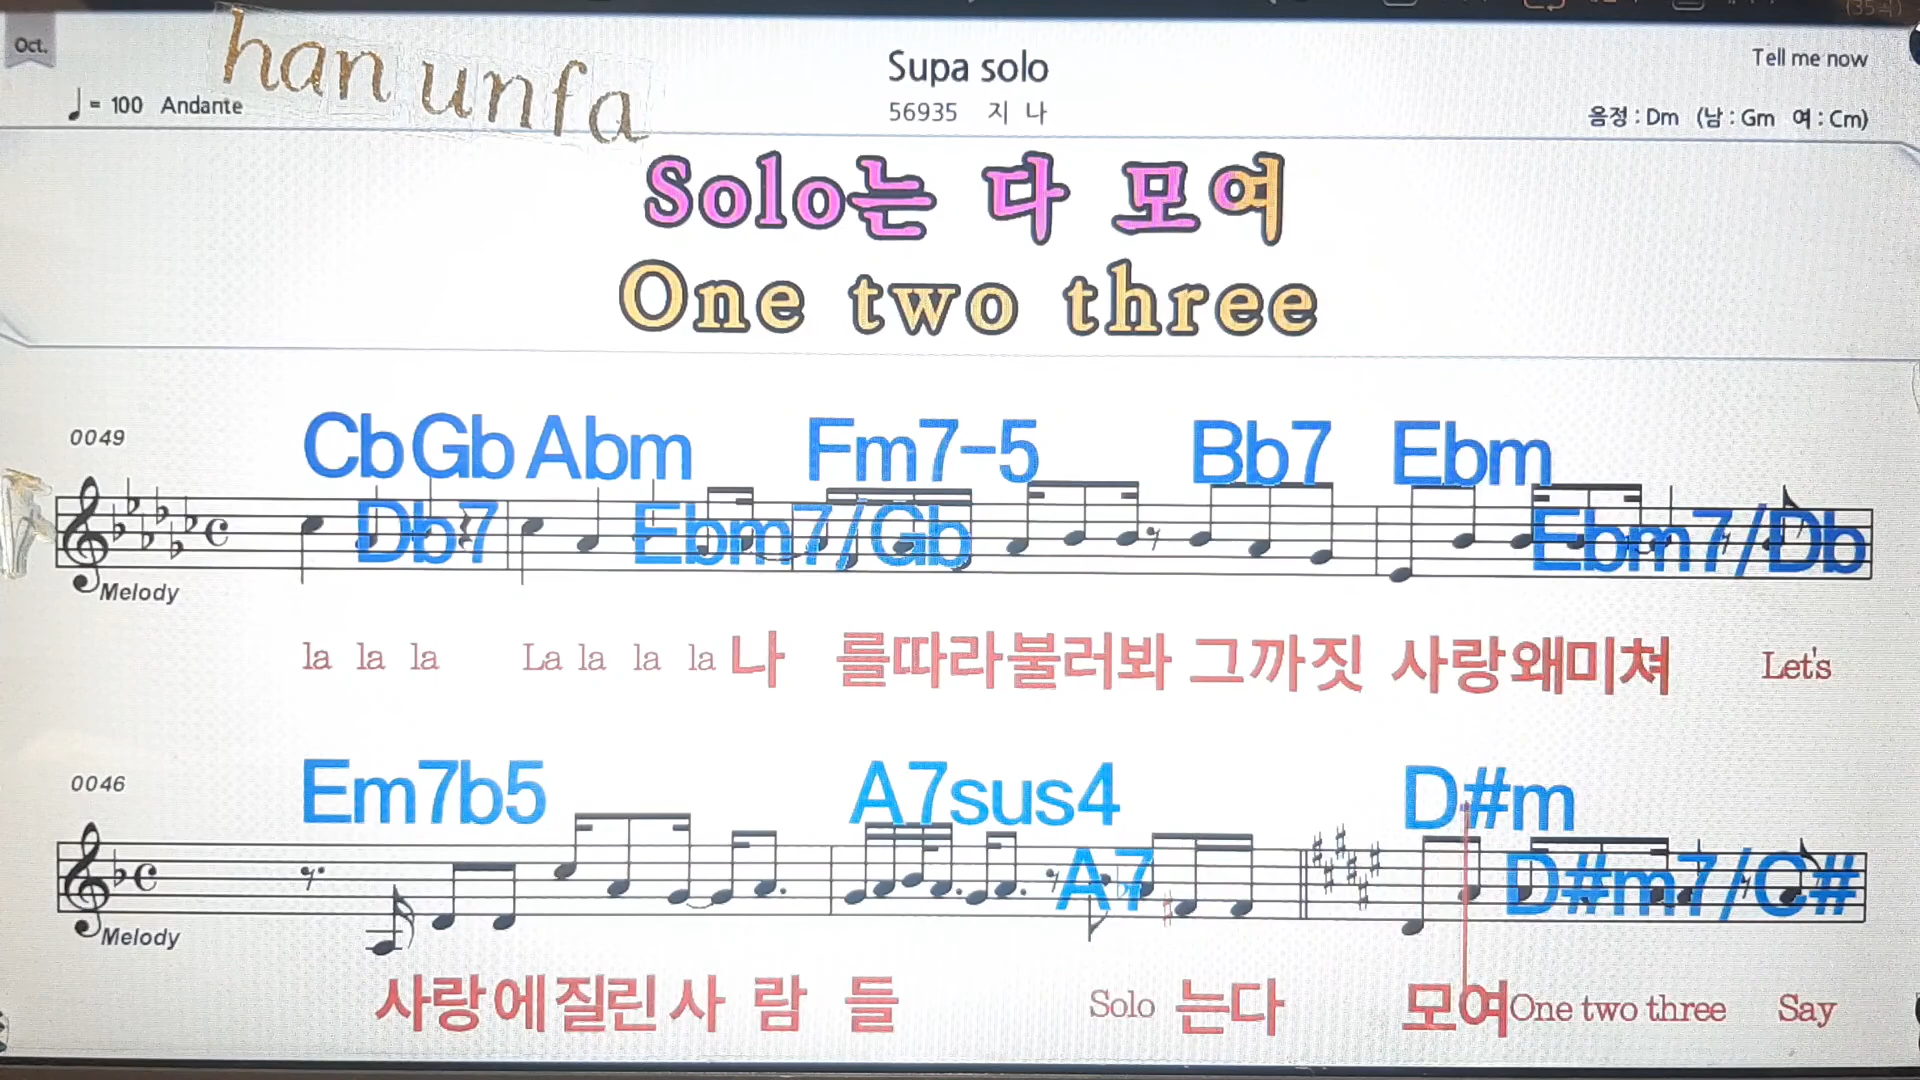 Oct.
han unfa
Supa solo
Tell me now
♩= 100 Andante
56935 지 나
음정 : Dm (남 : Gm 여 : Cm)
Solo는 다 모여
One two three
0049
Cb Gb Abm Fm7-5 Bb7 Ebm
Db7 Ebm7/Gb Ebm7/Db
Melody
la la la La la la la 나 를따라불러봐 그까짓 사랑왜미쳐 Let's
0046
Em7b5 A7sus4 D#m
A7 D#m7/C#
Melody
사랑에질린사 람 들 Solo 는다 모여One two three Say